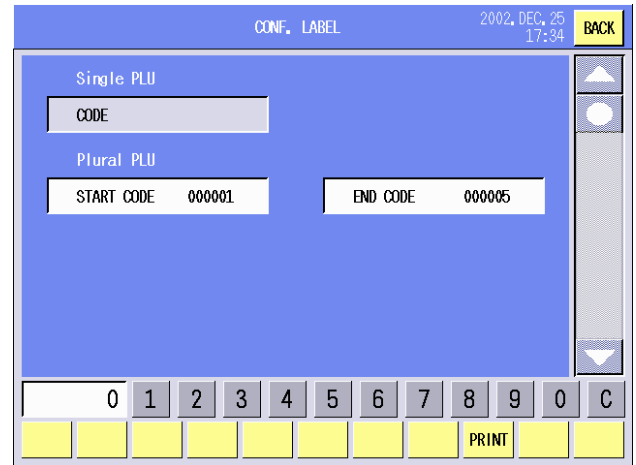 CONF. LABEL
2002. DEC. 25
17:34
BACK
Single PLU
CODE
Plural PLU
START CODE 000001
END CODE 000005
0 1 2 3 4 5 6 7 8 9 0 C
PRINT